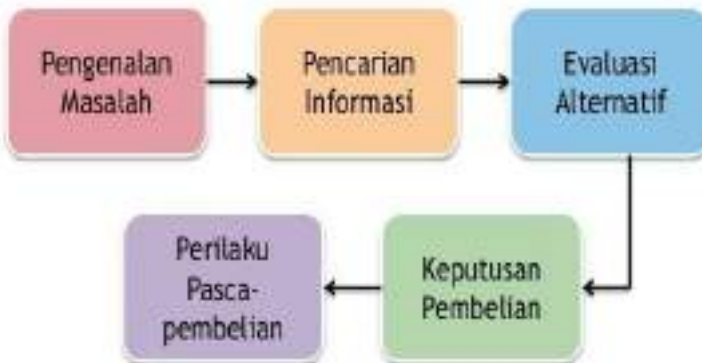 Pengenalan
Masalah
Pencarian
Informasi
Evaluasi
Alternatif
Keputusan
Pembelian
Perilaku
Pasca-
pembelian